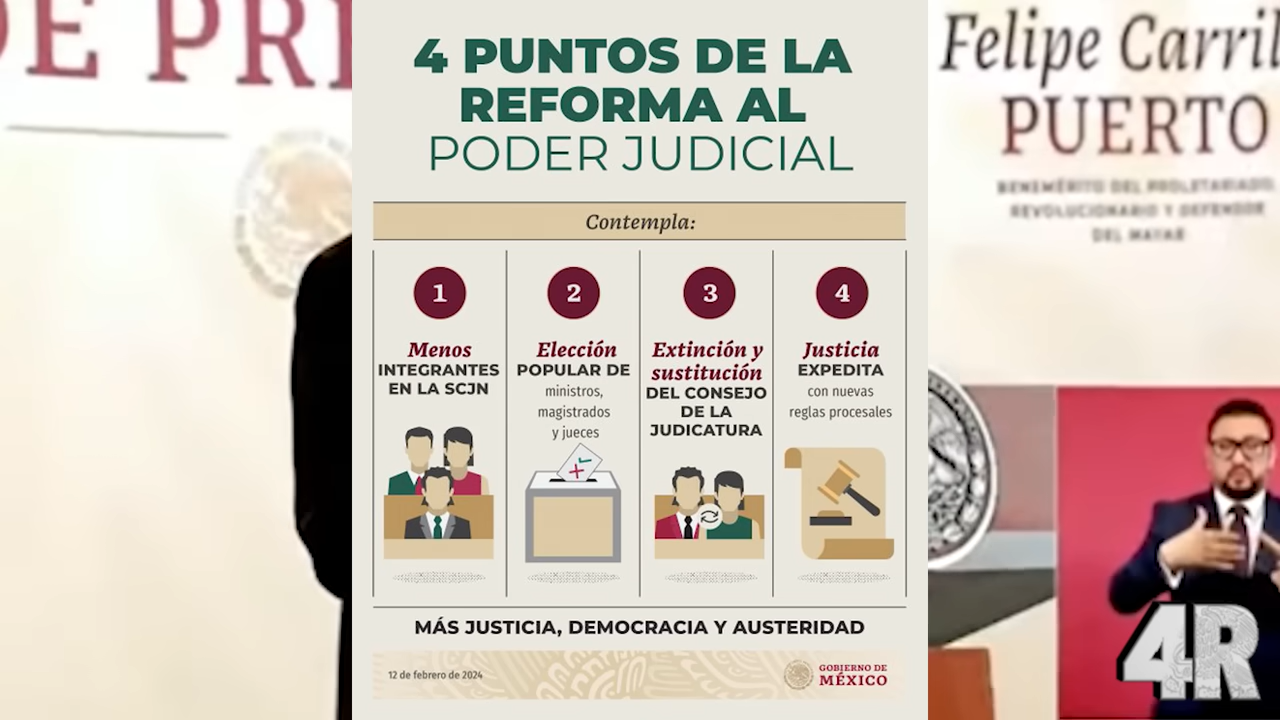 DE PRE
4 PUNTOS DE LA
REFORMA AL
PODER JUDICIAL
Contempla:
1
Menos
INTEGRANTES
EN LA SCJN
2
Elección
POPULAR DE
ministros,
magistrados
y jueces
3
Extinción y
sustitución
DEL CONSEJO
DE LA
JUDICATURA
4
Justicia
EXPEDITA
con nuevas
reglas procesales
MÁS JUSTICIA, DEMOCRACIA Y AUSTERIDAD
12 de febrero de 2024
GOBIERNO DE
MÉXICO
Felipe Carril
PUERTO
BENEMÉRITO DEL PROLETARIADO,
REVOLUCIONARIO Y DEFENSOR
DEL MAYAB
4R